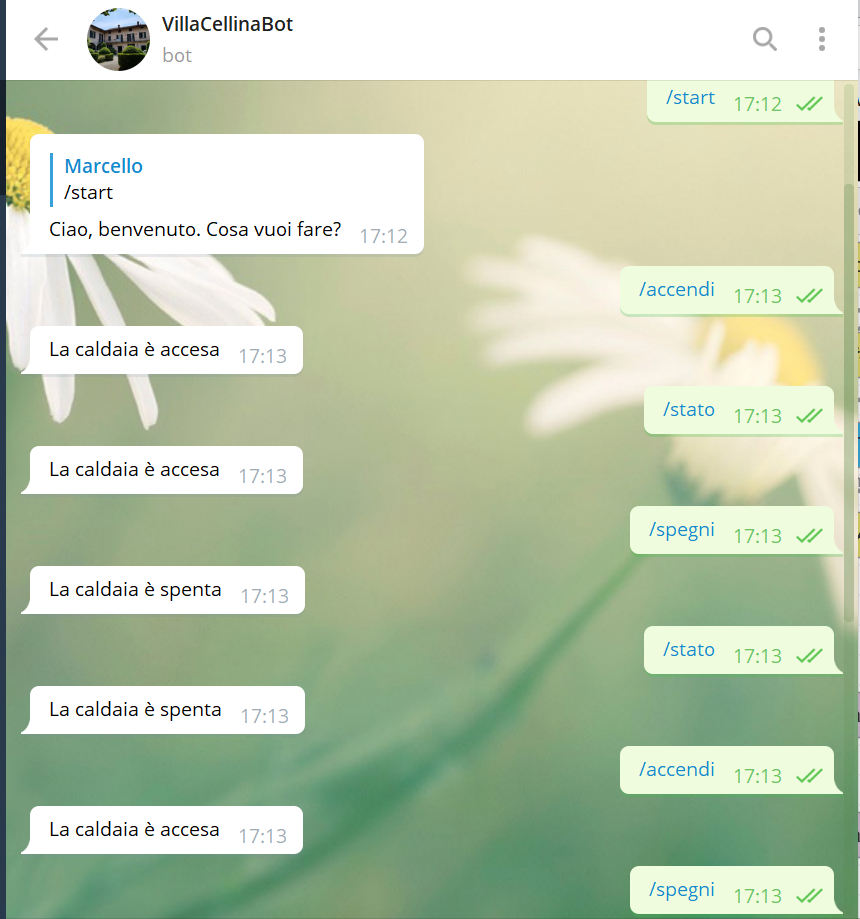 VillaCellinaBot
bot
/start 17:12
Marcello
/start
Ciao, benvenuto. Cosa vuoi fare? 17:12
/accendi 17:13
La caldaia è accesa 17:13
/stato 17:13
La caldaia è accesa 17:13
/spegni 17:13
La caldaia è spenta 17:13
/stato 17:13
La caldaia è spenta 17:13
/accendi 17:13
La caldaia è accesa 17:13
/spegni 17:13